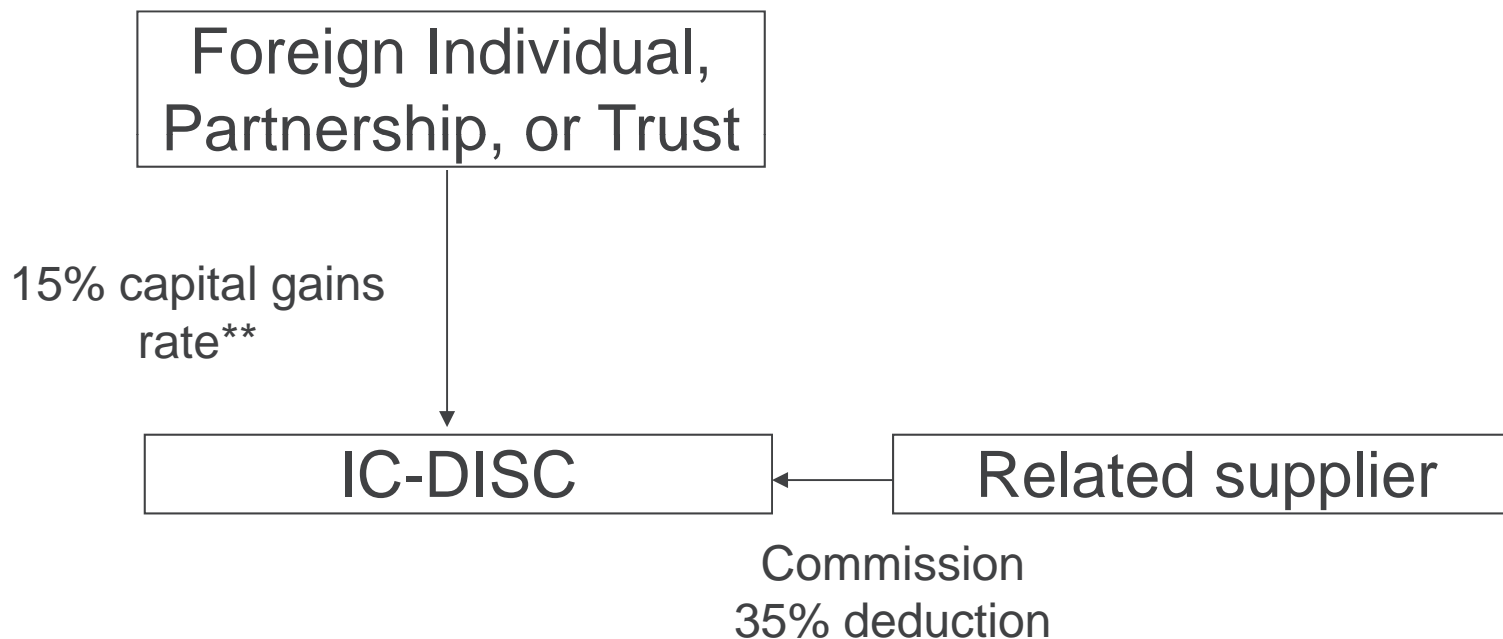 Foreign Individual,
Partnership, or Trust
15% capital gains
rate**
IC-DISC
Related supplier
Commission
35% deduction